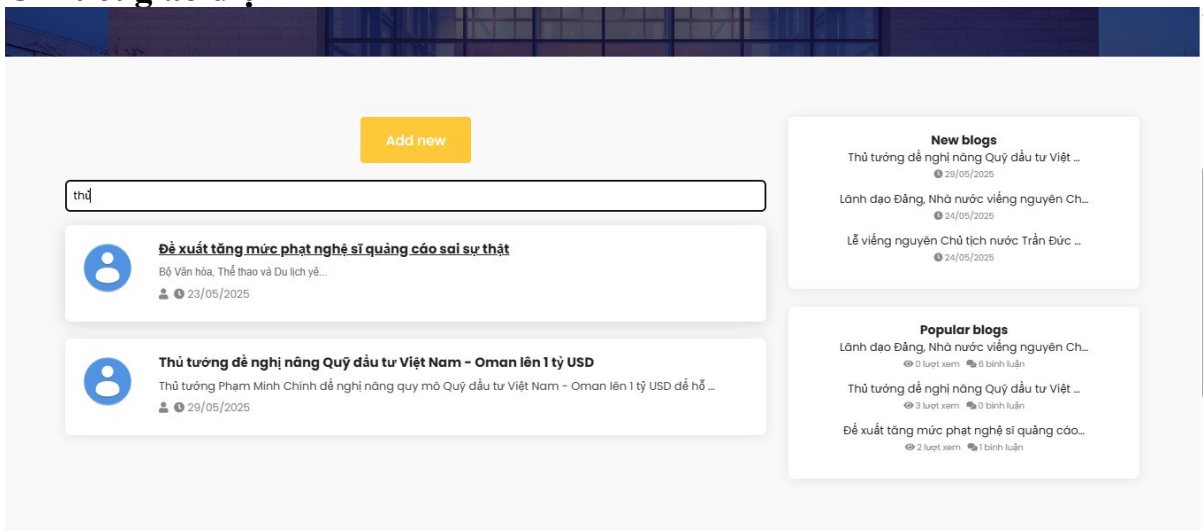 Add new
thủ
Đề xuất tăng mức phạt nghệ sĩ quảng cáo sai sự thật
Bộ Văn hóa, Thể thao và Du lịch yê...
23/05/2025
Thủ tướng đề nghị nâng Quỹ đầu tư Việt Nam - Oman lên 1 tỷ USD
Thủ tướng Phạm Minh Chính đề nghị nâng quy mô Quỹ đầu tư Việt Nam - Oman lên 1 tỷ USD để hỗ ...
29/05/2025
New blogs
Thủ tướng đề nghị nâng Quỹ đầu tư Việt ...
29/05/2025
Lãnh đạo Đảng, Nhà nước viếng nguyên Ch...
24/05/2025
Lễ viếng nguyên Chủ tịch nước Trần Đức ...
24/05/2025
Popular blogs
Lãnh đạo Đảng, Nhà nước viếng nguyên Ch...
0 lượt xem 6 bình luận
Thủ tướng đề nghị nâng Quỹ đầu tư Việt ...
3 lượt xem 0 bình luận
Đề xuất tăng mức phạt nghệ sĩ quảng cáo...
2 lượt xem 1 bình luận